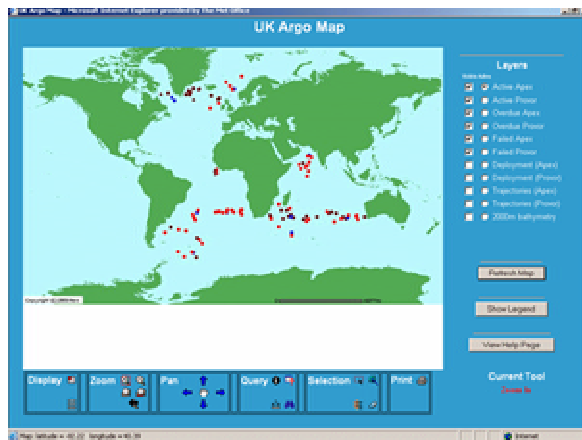 UK Argo Map - Microsoft Internet Explorer provided by The Met Office
UK Argo Map
Layers
Active Apex
Active Provor
Overdue Apex
Overdue Provor
Failed Apex
Failed Provor
Deployment (Apex)
Deployment (Provor)
Trajectories (Apex)
Trajectories (Provor)
2000m bathymetry
Refresh Map
Show Legend
View Help Page
Current Tool
Display
Zoom
Pan
Query
Selection
Print
Internet